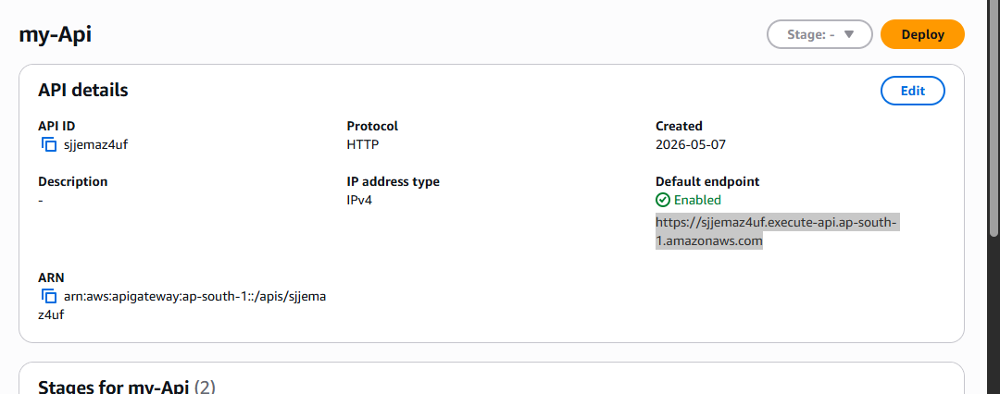 my-Api
Stage: -
Deploy
API details
Edit
API ID
sjjemaz4uf
Protocol
HTTP
Created
2026-05-07
Description
-
IP address type
IPv4
Default endpoint
Enabled
https://sjjemaz4uf.execute-api.ap-south-
1.amazonaws.com
ARN
arn:aws:apigateway:ap-south-1::/apis/sjjema
z4uf
Stages for my-Api (2)